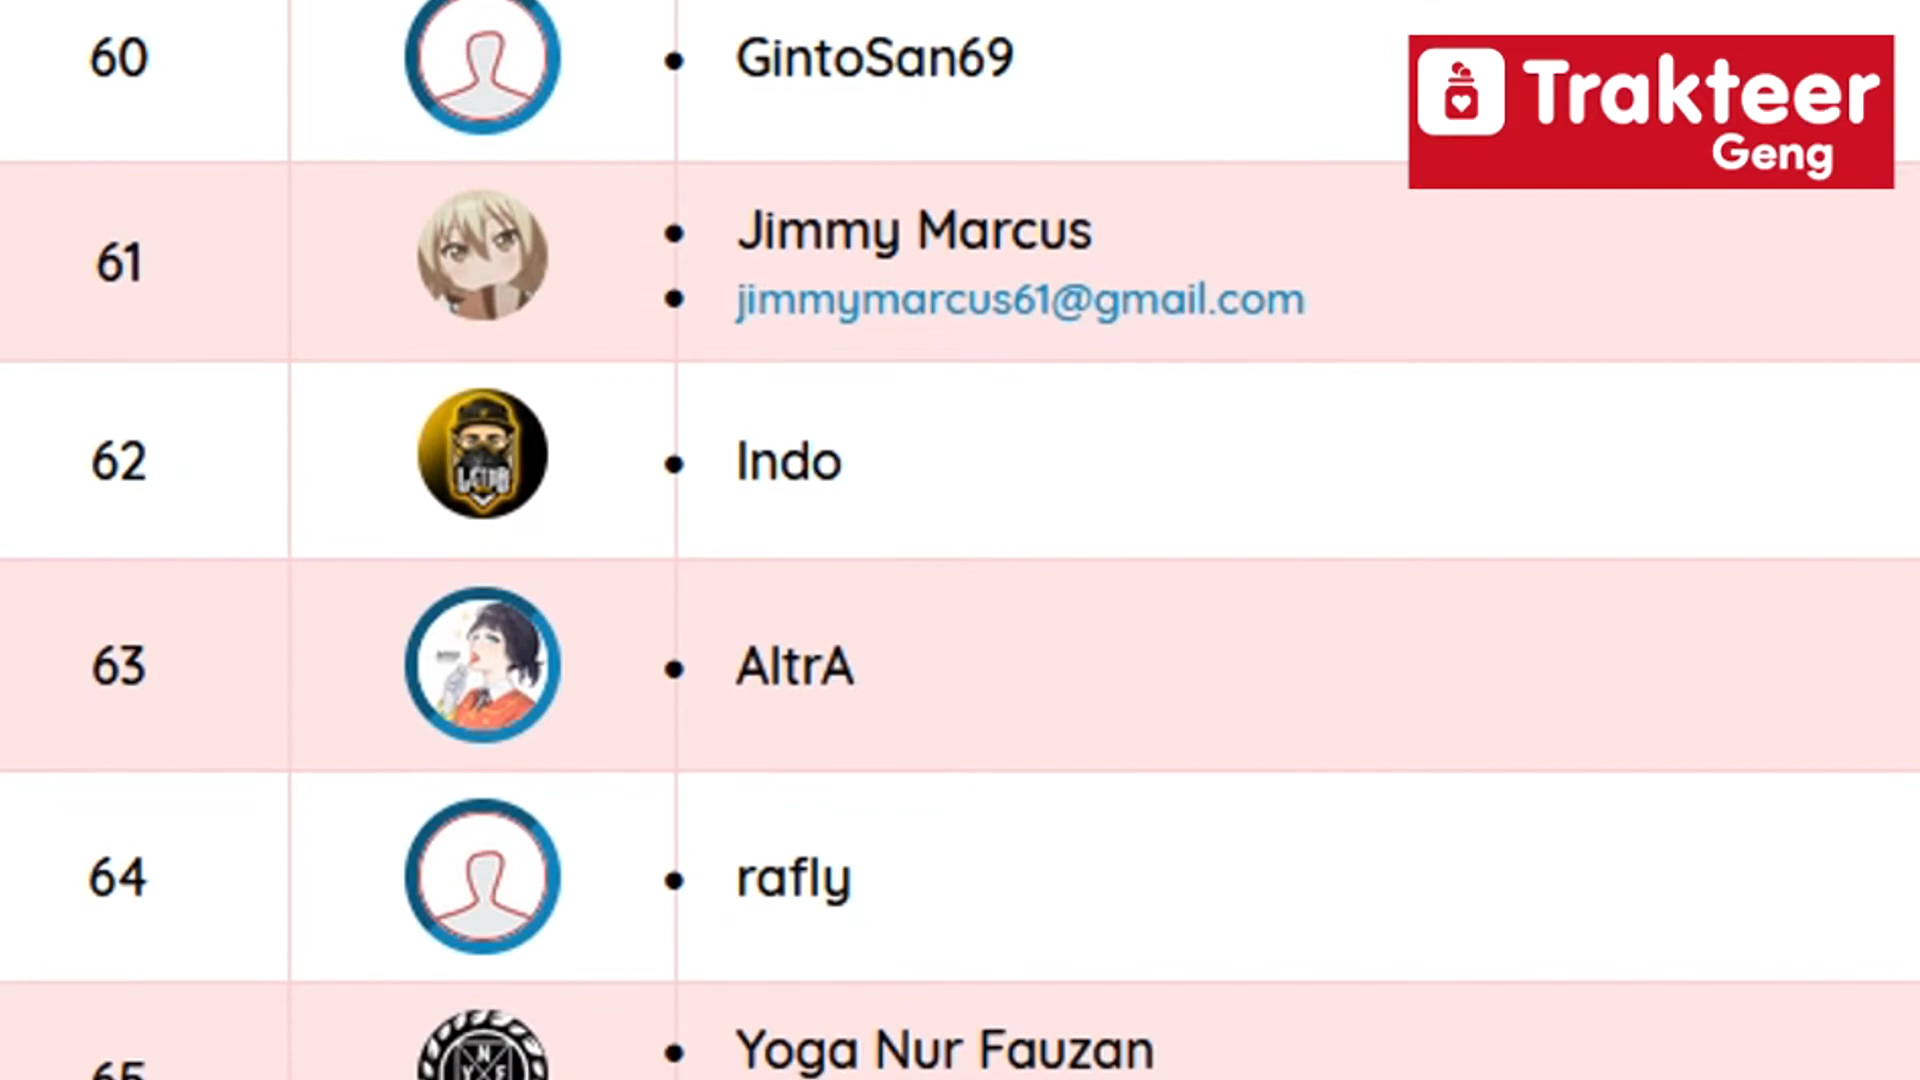 60
GintoSan69
Trakteer
Geng
61
Jimmy Marcus
jimmymarcus61@gmail.com
62
Indo
63
AltrA
64
rafly
65
Yoga Nur Fauzan